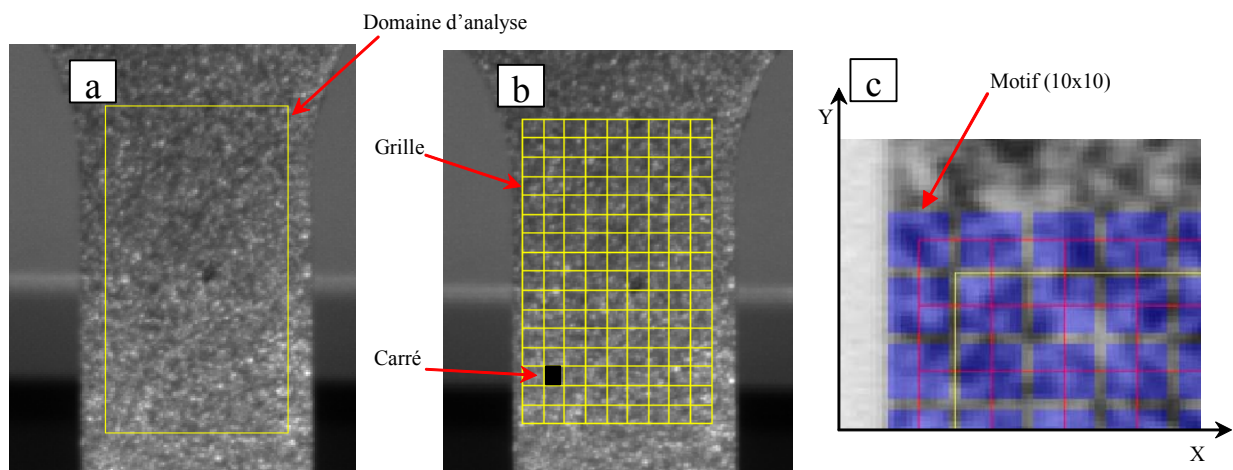 Domaine d’analyse
a
b
Grille
Carré
c
Motif (10x10)
Y
X